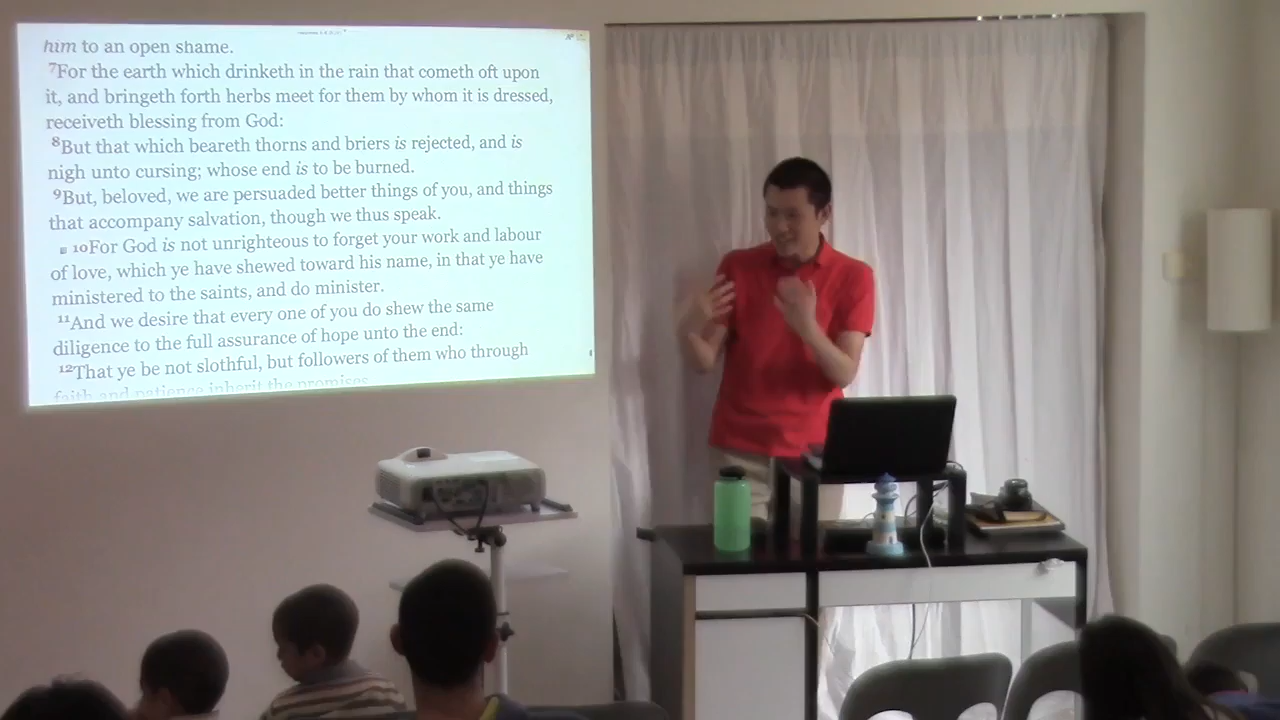 him to an open shame.
7For the earth which drinketh in the rain that cometh oft upon
it, and bringeth forth herbs meet for them by whom it is dressed,
receiveth blessing from God:
8But that which beareth thorns and briers is rejected, and is
nigh unto cursing; whose end is to be burned.
9But, beloved, we are persuaded better things of you, and things
that accompany salvation, though we thus speak.
10For God is not unrighteous to forget your work and labour
of love, which ye have shewed toward his name, in that ye have
ministered to the saints, and do minister.
11And we desire that every one of you do shew the same
diligence to the full assurance of hope unto the end:
12That ye be not slothful, but followers of them who through
faith and patience inherit the promises